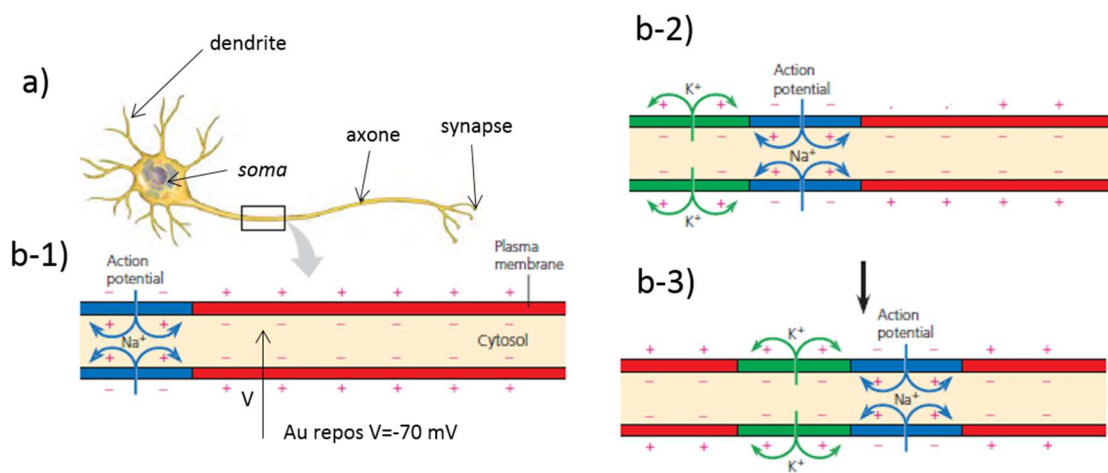 a)
dendrite
soma
axone
synapse
b-1)
Action
potential
Plasma
membrane
+ + + + + +
− −
+ +
Na⁺
+ +
− − − − − −
Cytosol
− − − − − −
− −
+ + + + + +
V
Au repos V=-70 mV
b-2)
Action
potential
K⁺
+ + − − + +
− − + + − − − −
Na⁺
− − + + − − − −
+ + − − + + + +
K⁺
b-3)
Action
potential
K⁺
+ + + + − − + +
− − − − + + − −
Na⁺
− − − − + + − −
+ + + + − − + +
K⁺